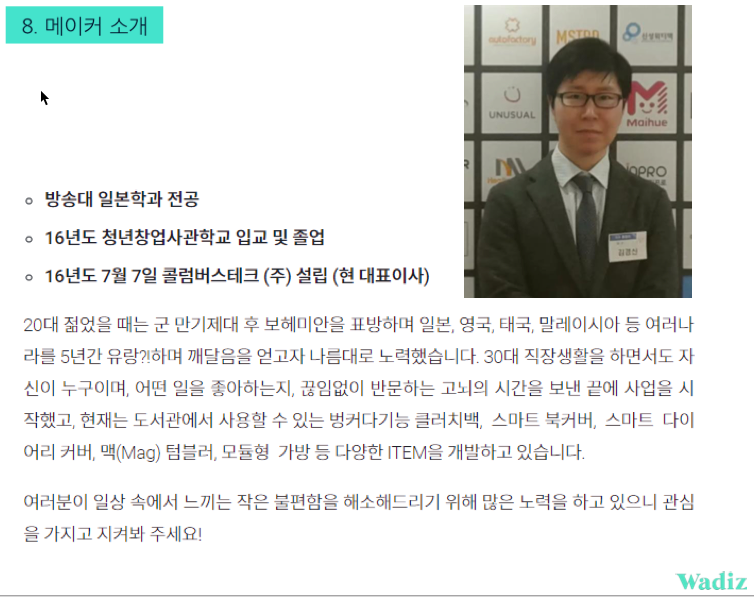 8. 메이커 소개
autofactory
MSTRO
신성화티텍
UNUSUAL
Maihue
NOPRO
김경신
방송대 일본학과 전공
16년도 청년창업사관학교 입교 및 졸업
16년도 7월 7일 콜럼버스테크 (주) 설립 (현 대표이사)
20대 젊었을 때는 군 만기제대 후 보헤미안을 표방하며 일본, 영국, 태국, 말레이시아 등 여러나
라를 5년간 유랑?!하며 깨달음을 얻고자 나름대로 노력했습니다. 30대 직장생활을 하면서도 자
신이 누구이며, 어떤 일을 좋아하는지, 끊임없이 반문하는 고뇌의 시간을 보낸 끝에 사업을 시
작했고, 현재는 도서관에서 사용할 수 있는 벙커다기능 클러치백, 스마트 북커버, 스마트 다이
어리 커버, 맥(Mag) 텀블러, 모듈형 가방 등 다양한 ITEM을 개발하고 있습니다.
여러분이 일상 속에서 느끼는 작은 불편함을 해소해드리기 위해 많은 노력을 하고 있으니 관심
을 가지고 지켜봐 주세요!
Wadiz